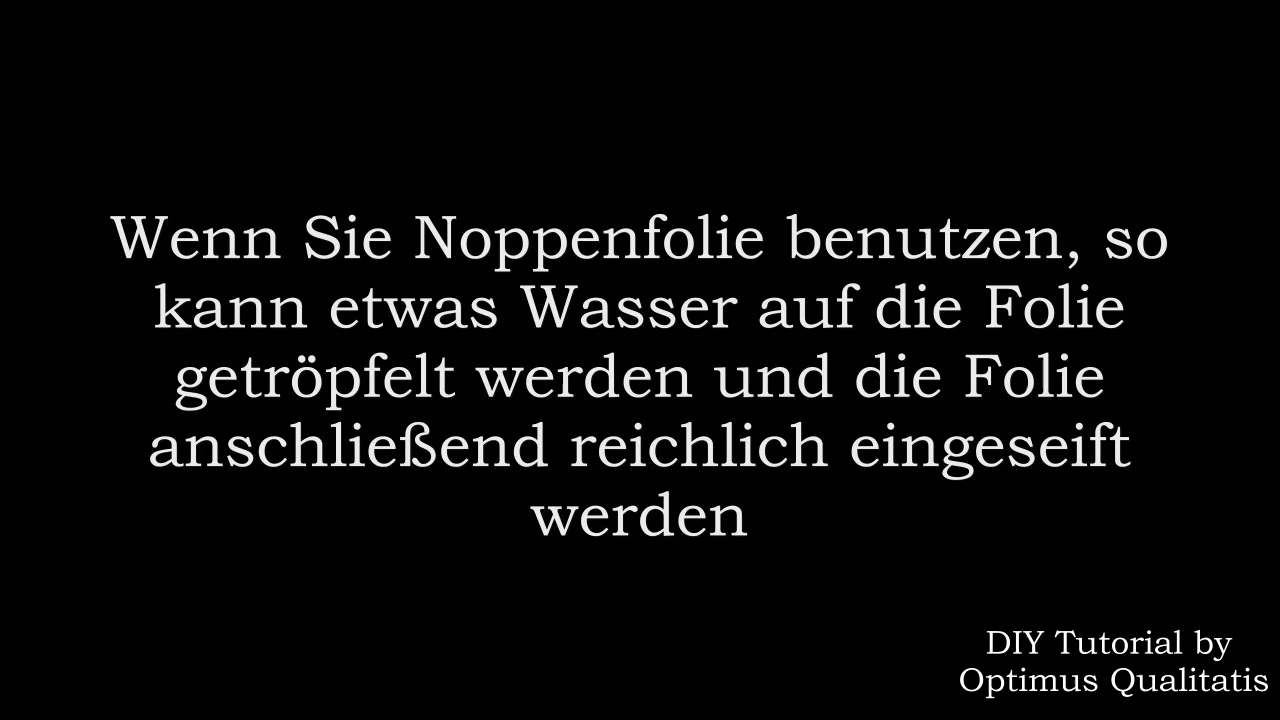 Wenn Sie Noppenfolie benutzen, so
kann etwas Wasser auf die Folie
getröpfelt werden und die Folie
anschließend reichlich eingeseift
werden
DIY Tutorial by
Optimus Qualitatis